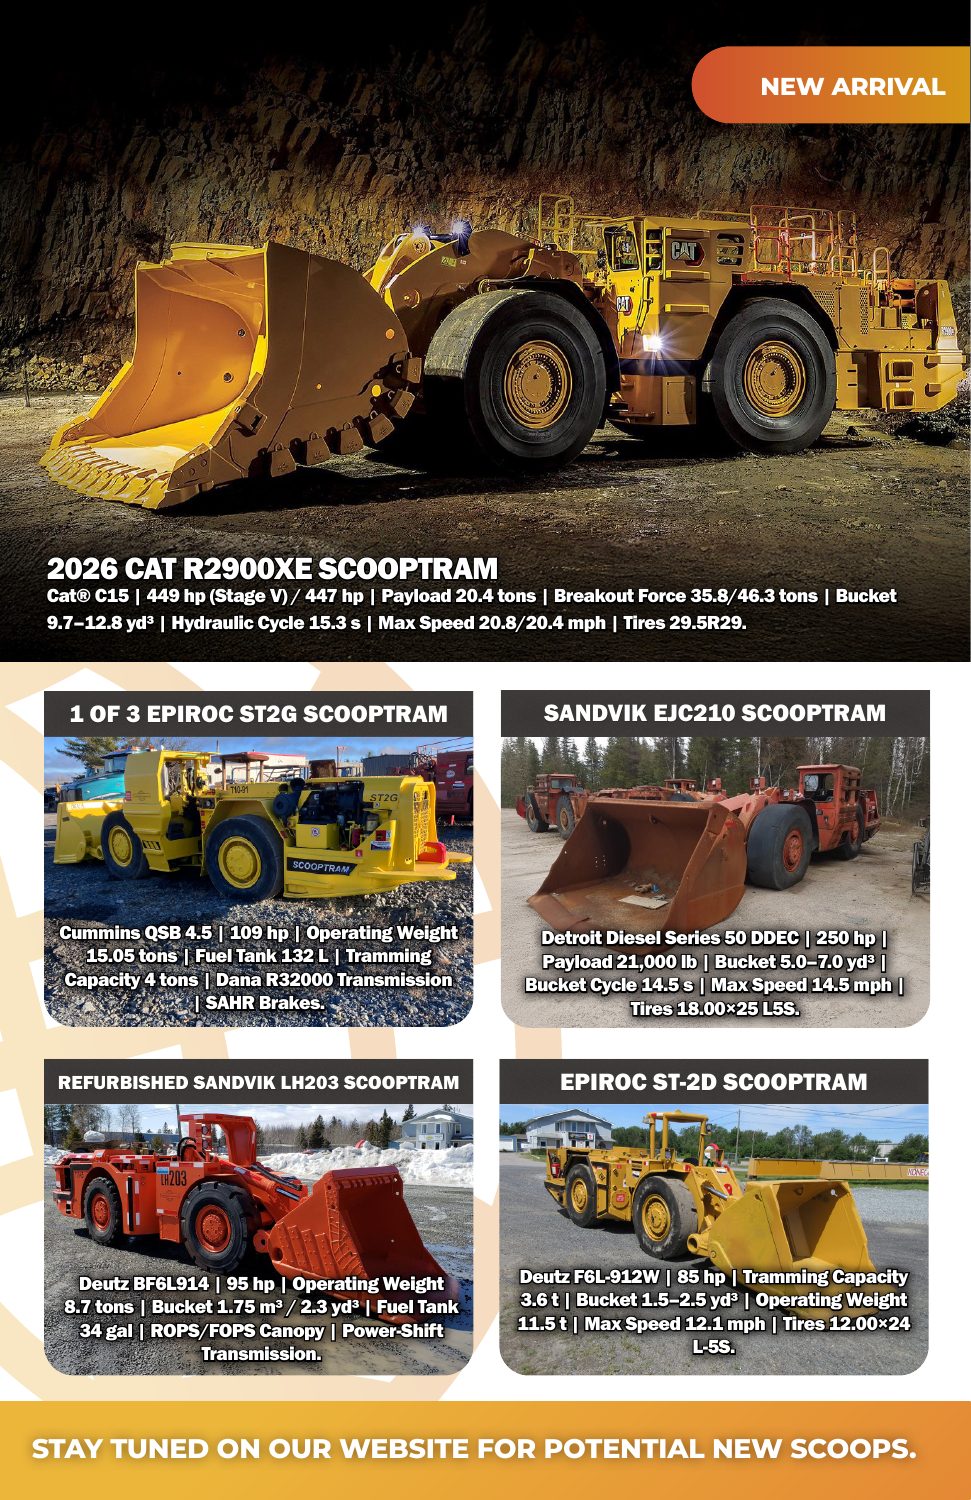 NEW ARRIVAL
CAT
CAT
R2900
2026 CAT R2900XE SCOOPTRAM
Cat® C15 | 449 hp (Stage V) / 447 hp | Payload 20.4 tons | Breakout Force 35.8/46.3 tons | Bucket
9.7–12.8 yd³ | Hydraulic Cycle 15.3 s | Max Speed 20.8/20.4 mph | Tires 29.5R29.
1 OF 3 EPIROC ST2G SCOOPTRAM
T10-91
ST2G
SCOOPTRAM
Cummins QSB 4.5 | 109 hp | Operating Weight
15.05 tons | Fuel Tank 132 L | Tramming
Capacity 4 tons | Dana R32000 Transmission
| SAHR Brakes.
SANDVIK EJC210 SCOOPTRAM
Detroit Diesel Series 50 DDEC | 250 hp |
Payload 21,000 lb | Bucket 5.0–7.0 yd³ |
Bucket Cycle 14.5 s | Max Speed 14.5 mph |
Tires 18.00×25 L5S.
REFURBISHED SANDVIK LH203 SCOOPTRAM
LH203
Deutz BF6L914 | 95 hp | Operating Weight
8.7 tons | Bucket 1.75 m³ / 2.3 yd³ | Fuel Tank
34 gal | ROPS/FOPS Canopy | Power-Shift
Transmission.
EPIROC ST-2D SCOOPTRAM
Deutz F6L-912W | 85 hp | Tramming Capacity
3.6 t | Bucket 1.5–2.5 yd³ | Operating Weight
11.5 t | Max Speed 12.1 mph | Tires 12.00×24
L-5S.
STAY TUNED ON OUR WEBSITE FOR POTENTIAL NEW SCOOPS.